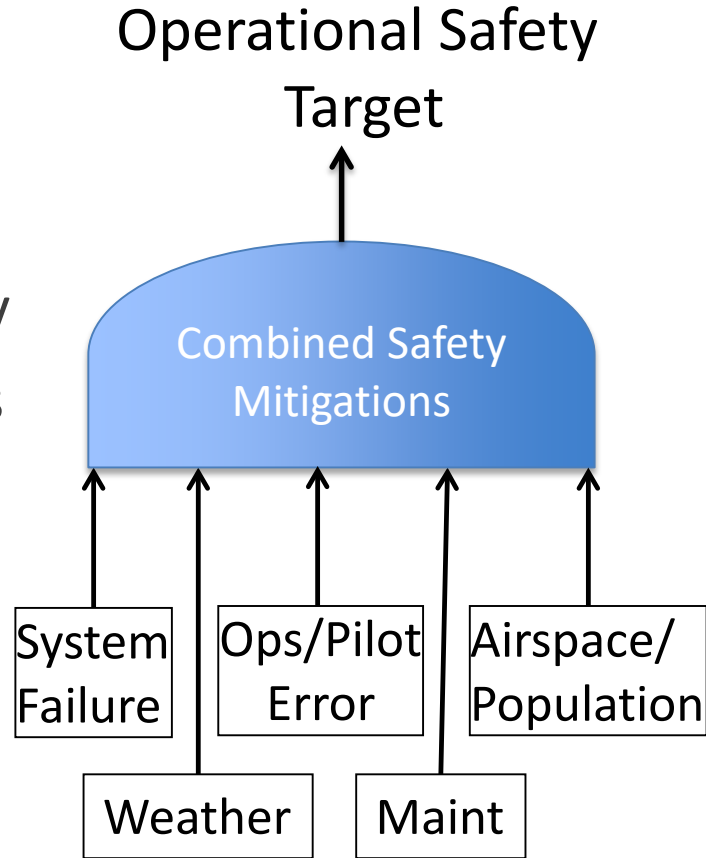 Operational Safety
Target
y
s
Combined Safety
Mitigations
System
Failure
Ops/Pilot
Error
Airspace/
Population
Weather
Maint